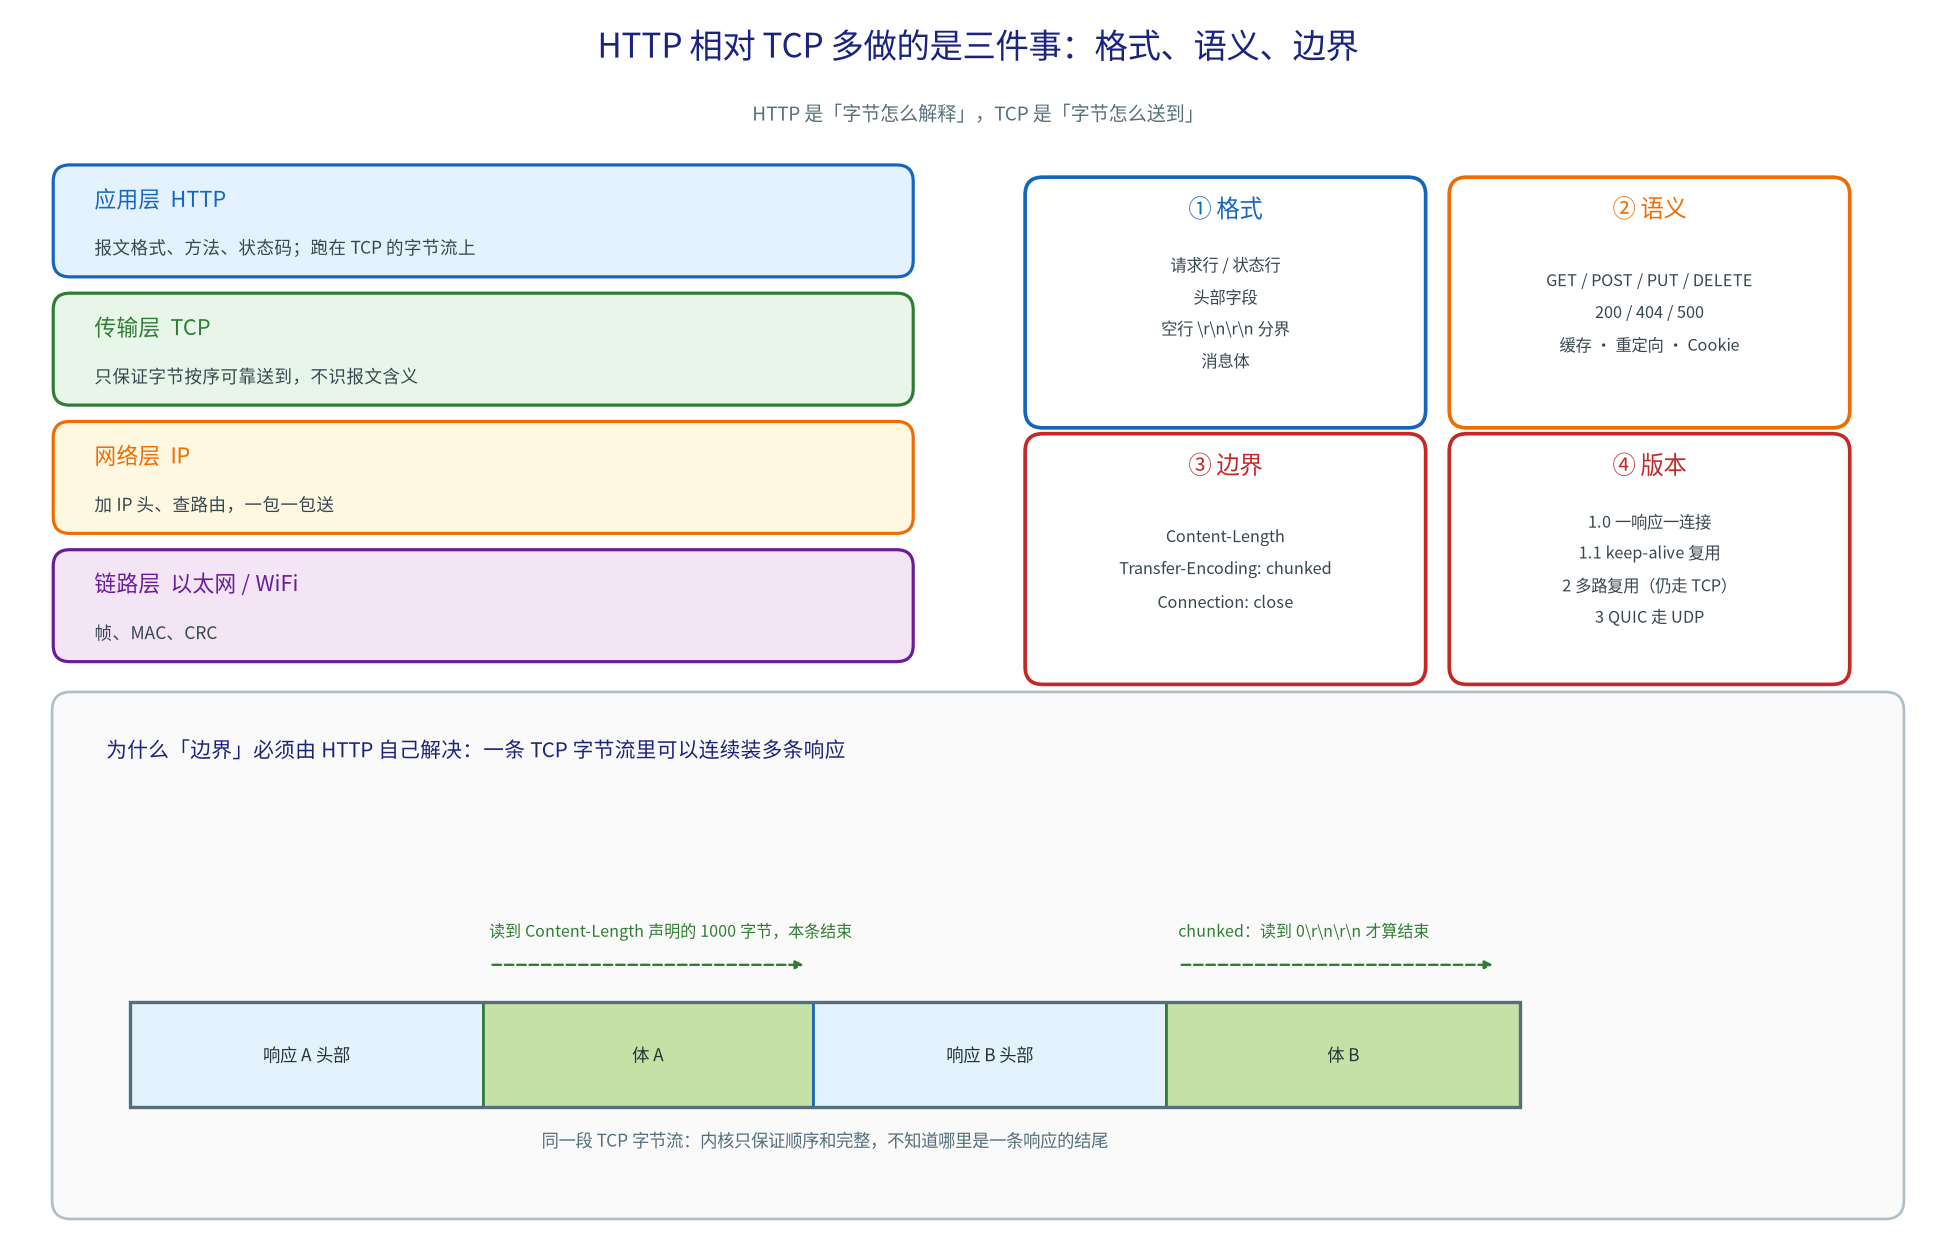 HTTP 相对 TCP 多做的是三件事：格式、语义、边界
HTTP 是「字节怎么解释」，TCP 是「字节怎么送到」
应用层 HTTP
报文格式、方法、状态码；跑在 TCP 的字节流上
传输层 TCP
只保证字节按序可靠送到，不识报文含义
网络层 IP
加 IP 头、查路由，一包一包送
链路层 以太网 / WiFi
帧、MAC、CRC
① 格式
请求行 / 状态行
头部字段
空行 \r\n\r\n 分界
消息体
② 语义
GET / POST / PUT / DELETE
200 / 404 / 500
缓存 · 重定向 · Cookie
③ 边界
Content-Length
Transfer-Encoding: chunked
Connection: close
④ 版本
1.0 一响应一连接
1.1 keep-alive 复用
2 多路复用（仍走 TCP）
3 QUIC 走 UDP
为什么「边界」必须由 HTTP 自己解决：一条 TCP 字节流里可以连续装多条响应
读到 Content-Length 声明的 1000 字节，本条结束
chunked：读到 0\r\n\r\n 才算结束
响应 A 头部
体 A
响应 B 头部
体 B
同一段 TCP 字节流：内核只保证顺序和完整，不知道哪里是一条响应的结尾